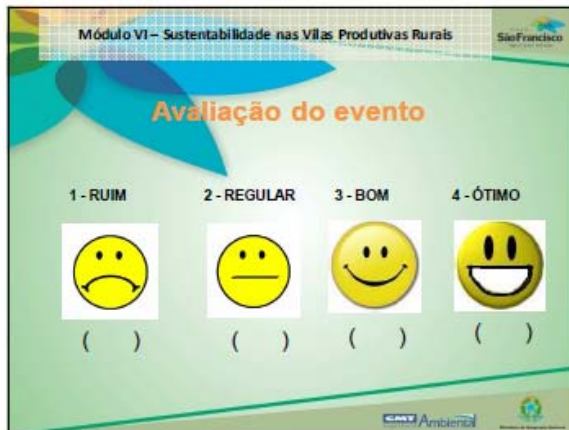 Módulo VI – Sustentabilidade nas Vilas Produtivas Rurais
São Francisco
Avaliação do evento
1 - RUIM 2 - REGULAR 3 - BOM 4 - ÓTIMO
( ) ( ) ( ) ( )
CMT Ambiental